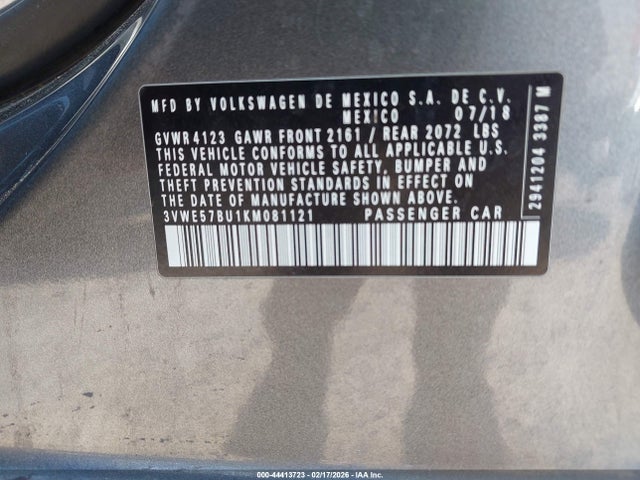 MFD BY VOLKSWAGEN DE MEXICO S.A. DE C.V.
MEXICO 07/18
GVWR 4123 GAWR FRONT 2161 / REAR 2072 LBS
THIS VEHICLE CONFORMS TO ALL APPLICABLE U.S.
FEDERAL MOTOR VEHICLE SAFETY, BUMPER AND
THEFT PREVENTION STANDARDS IN EFFECT ON
THE DATE OF MANUFACTURE SHOWN ABOVE.
3VWE57BU1KM081121 PASSENGER CAR
2941204 3387 M
000-44413723 - 02/17/2026 - IAA Inc.